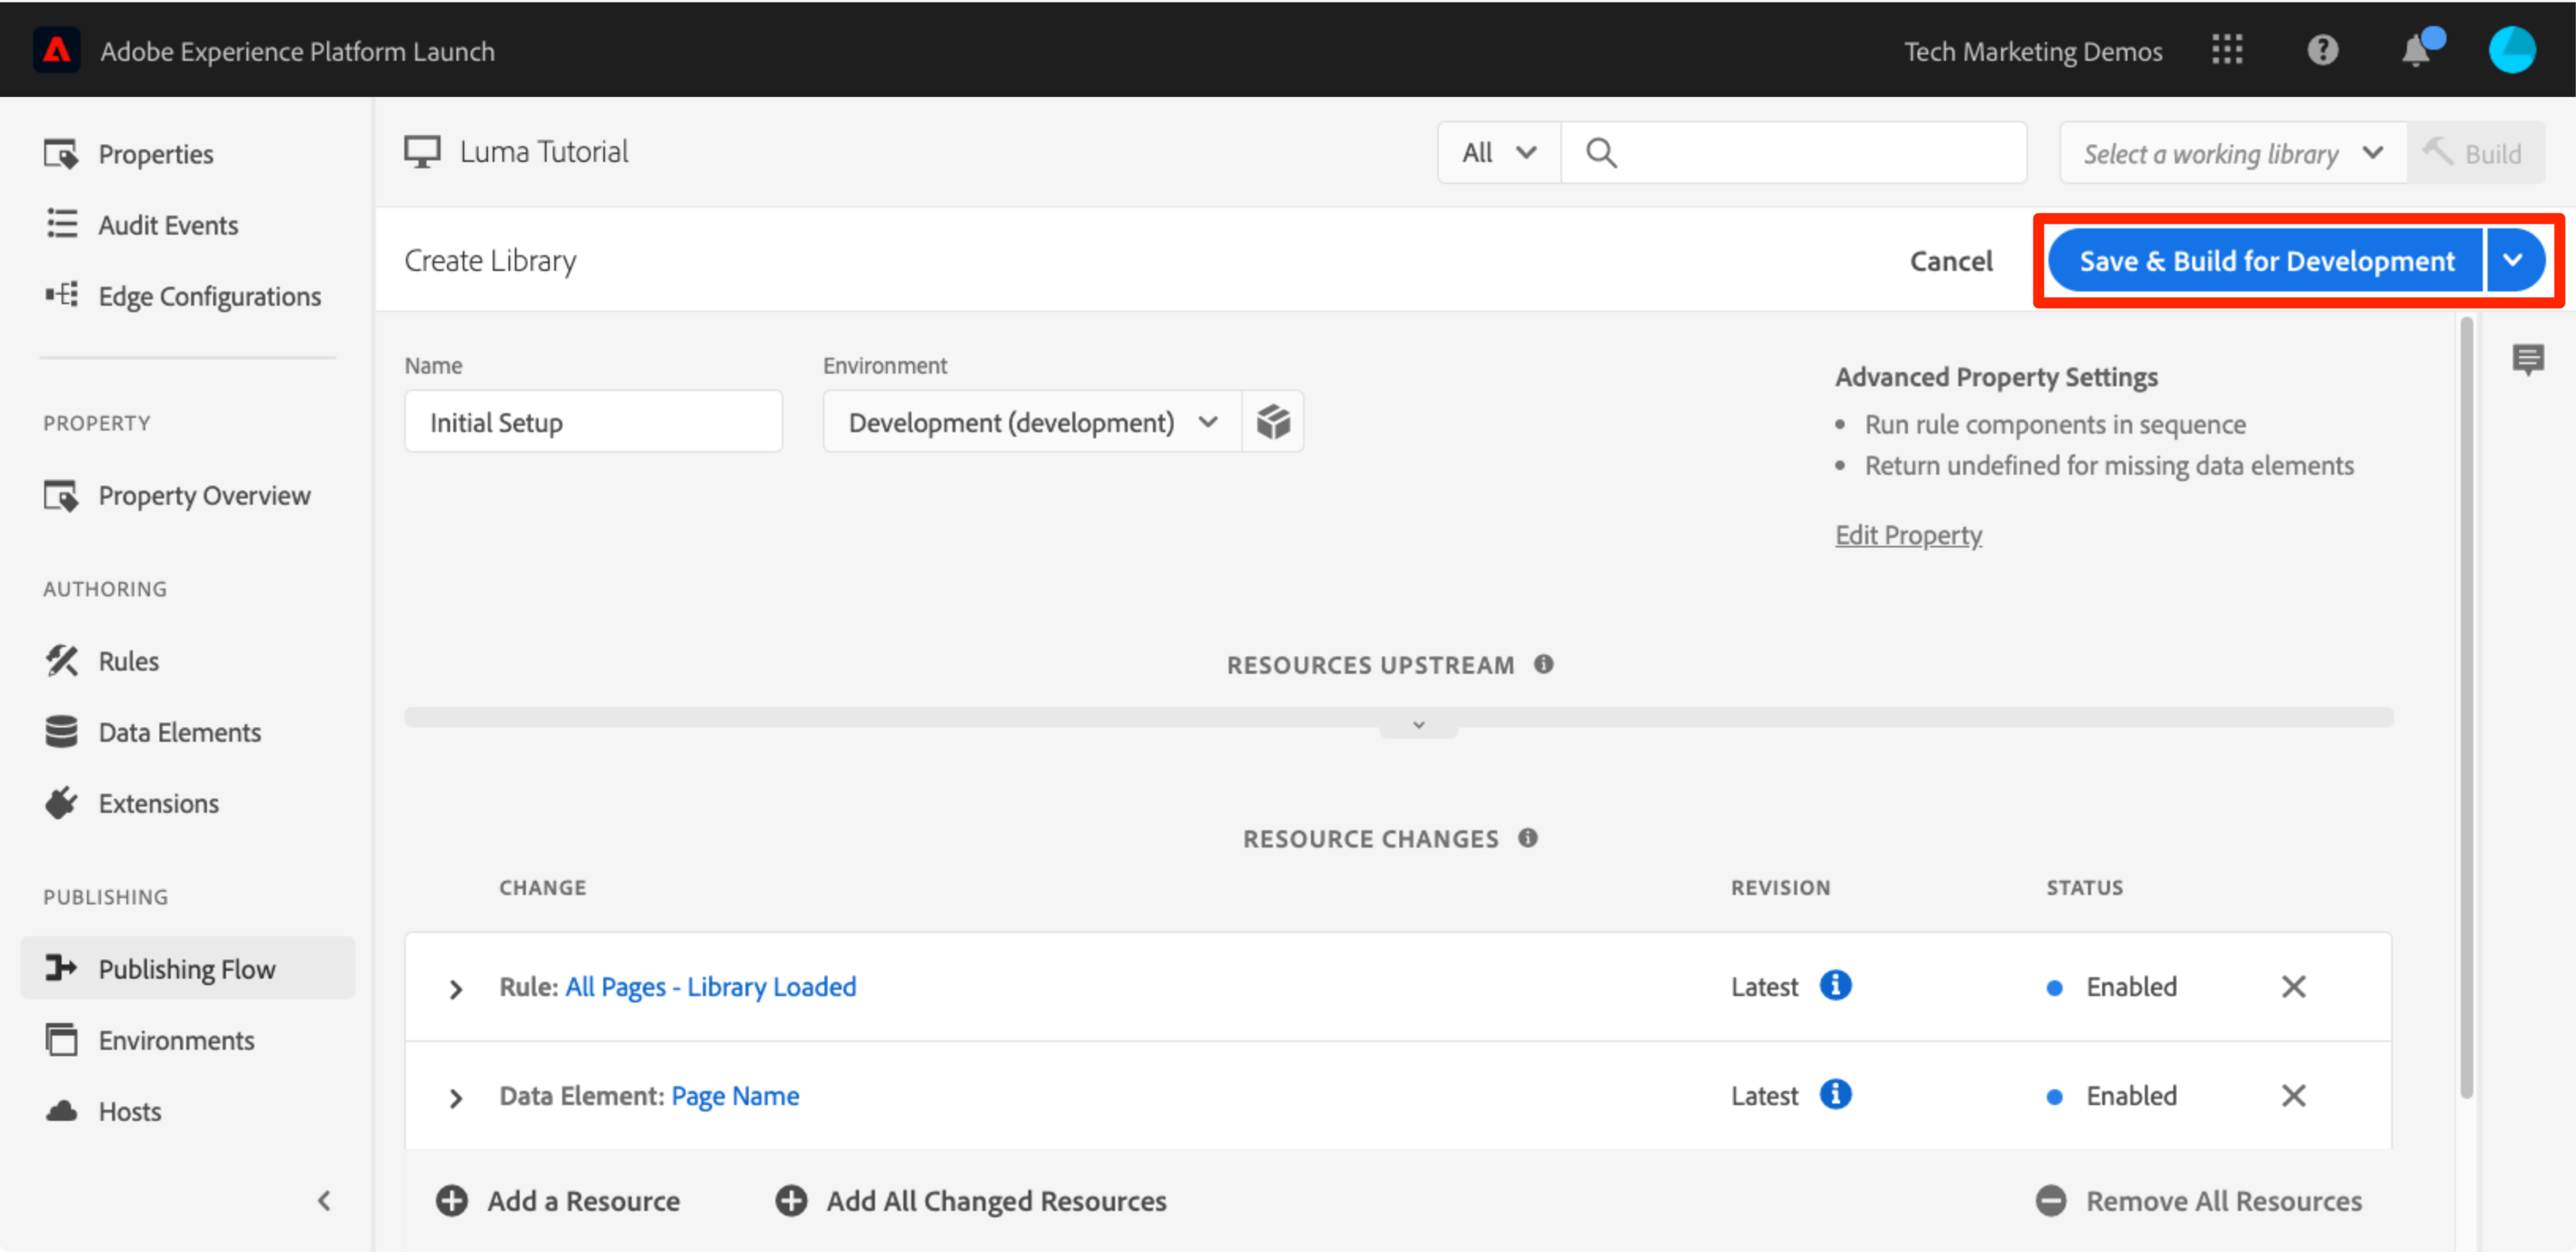 Adobe Experience Platform Launch
Tech Marketing Demos
Properties
Audit Events
Edge Configurations
PROPERTY
Property Overview
AUTHORING
Rules
Data Elements
Extensions
PUBLISHING
Publishing Flow
Environments
Hosts
Luma Tutorial
All
Select a working library
Build
Create Library
Cancel
Save & Build for Development
Name
Initial Setup
Environment
Development (development)
Advanced Property Settings
• Run rule components in sequence
• Return undefined for missing data elements
Edit Property
RESOURCES UPSTREAM
RESOURCE CHANGES
CHANGE REVISION STATUS
Rule: All Pages - Library Loaded Latest Enabled
Data Element: Page Name Latest Enabled
Add a Resource Add All Changed Resources Remove All Resources